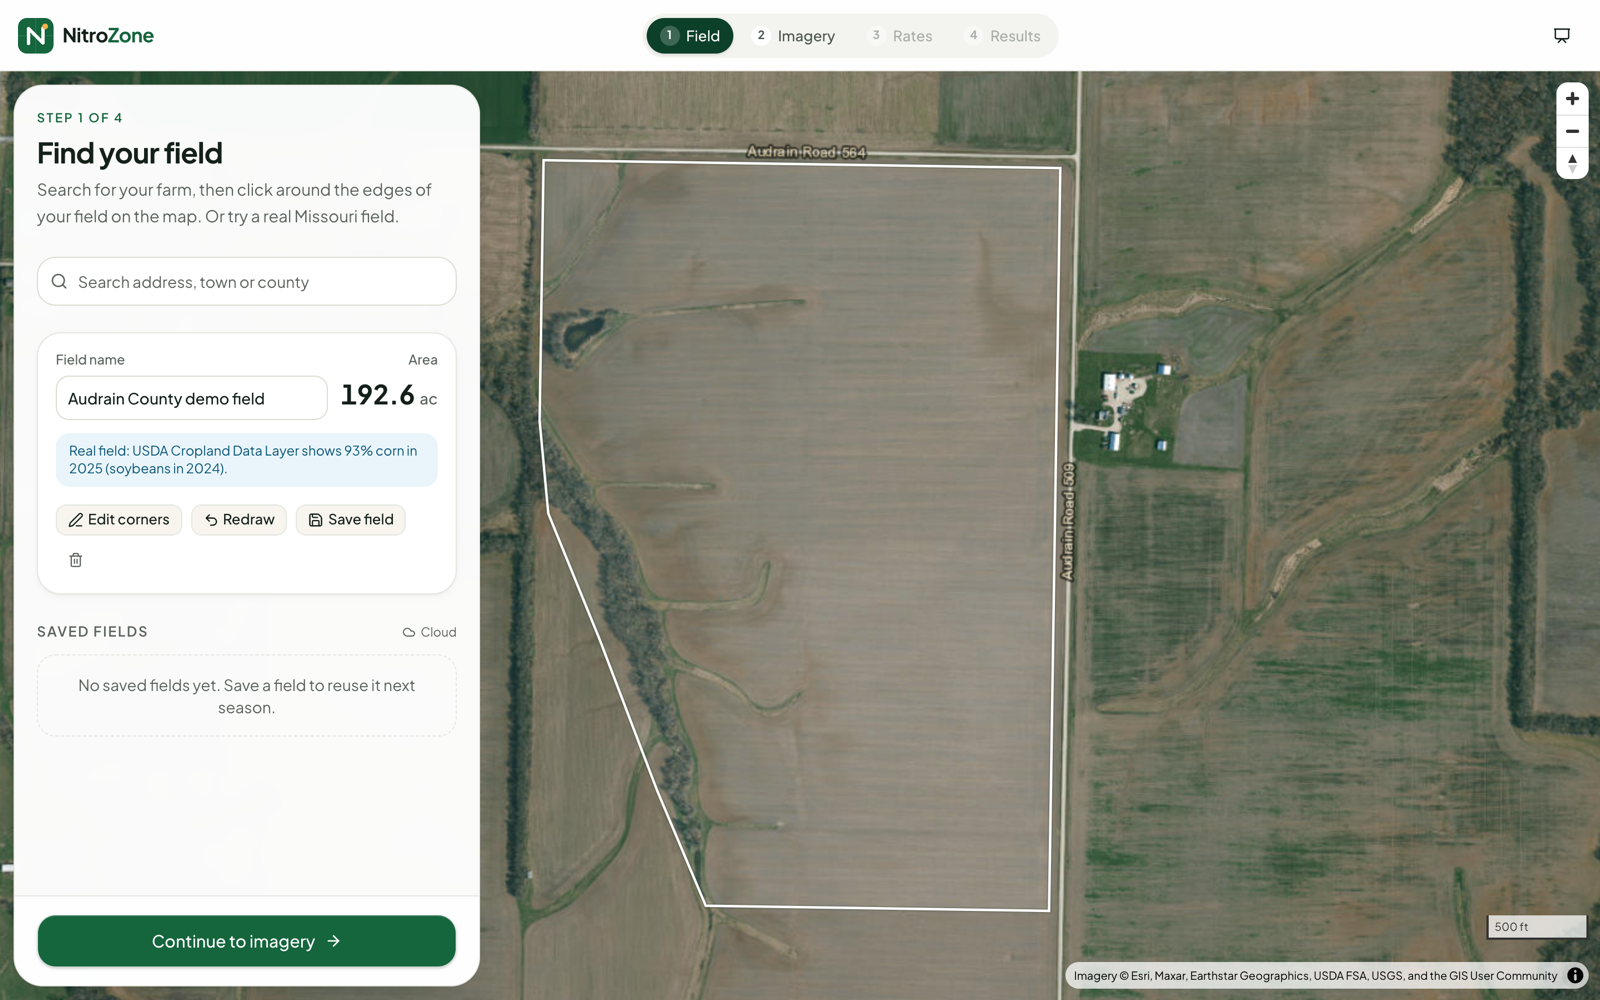 N NitroZone
1 Field
2 Imagery
3 Rates
4 Results
STEP 1 OF 4
Find your field
Search for your farm, then click around the edges of
your field on the map. Or try a real Missouri field.
Search address, town or county
Field name
Area
Audrain County demo field
192.6 ac
Real field: USDA Cropland Data Layer shows 93% corn in
2025 (soybeans in 2024).
Edit corners
Redraw
Save field
SAVED FIELDS
Cloud
No saved fields yet. Save a field to reuse it next
season.
Continue to imagery
Audrain Road 564
Audrain Road 509
500 ft
Imagery © Esri, Maxar, Earthstar Geographics, USDA FSA, USGS, and the GIS User Community